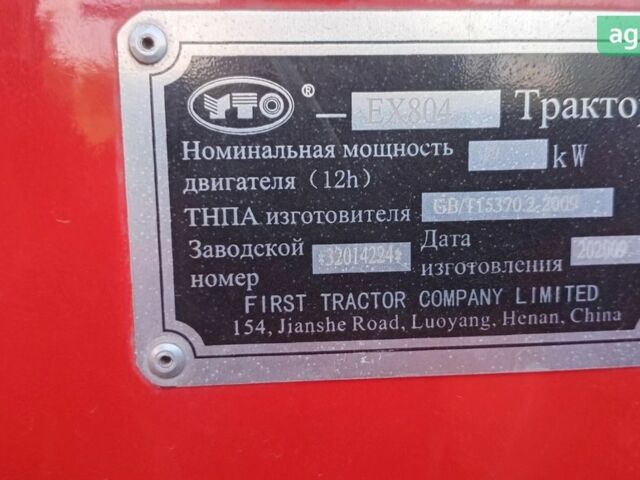 ag
YTO ® — EX804 Тракто
Номинальная мощность kW
двигателя (12h)
ТНПА изготовителя GB/T15370.2-2009
Заводской *32014224* Дата 202009
номер изготовления
FIRST TRACTOR COMPANY LIMITED
154, Jianshe Road, Luoyang, Henan, China